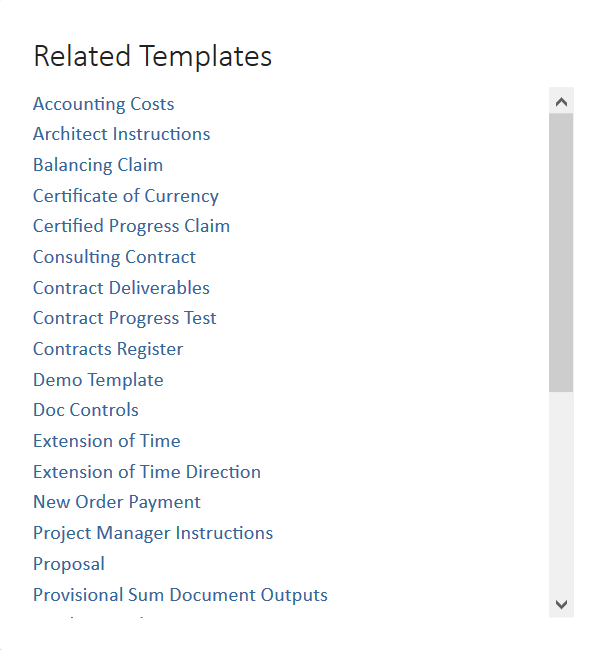 Related Templates
Accounting Costs
Architect Instructions
Balancing Claim
Certificate of Currency
Certified Progress Claim
Consulting Contract
Contract Deliverables
Contract Progress Test
Contracts Register
Demo Template
Doc Controls
Extension of Time
Extension of Time Direction
New Order Payment
Project Manager Instructions
Proposal
Provisional Sum Document Outputs